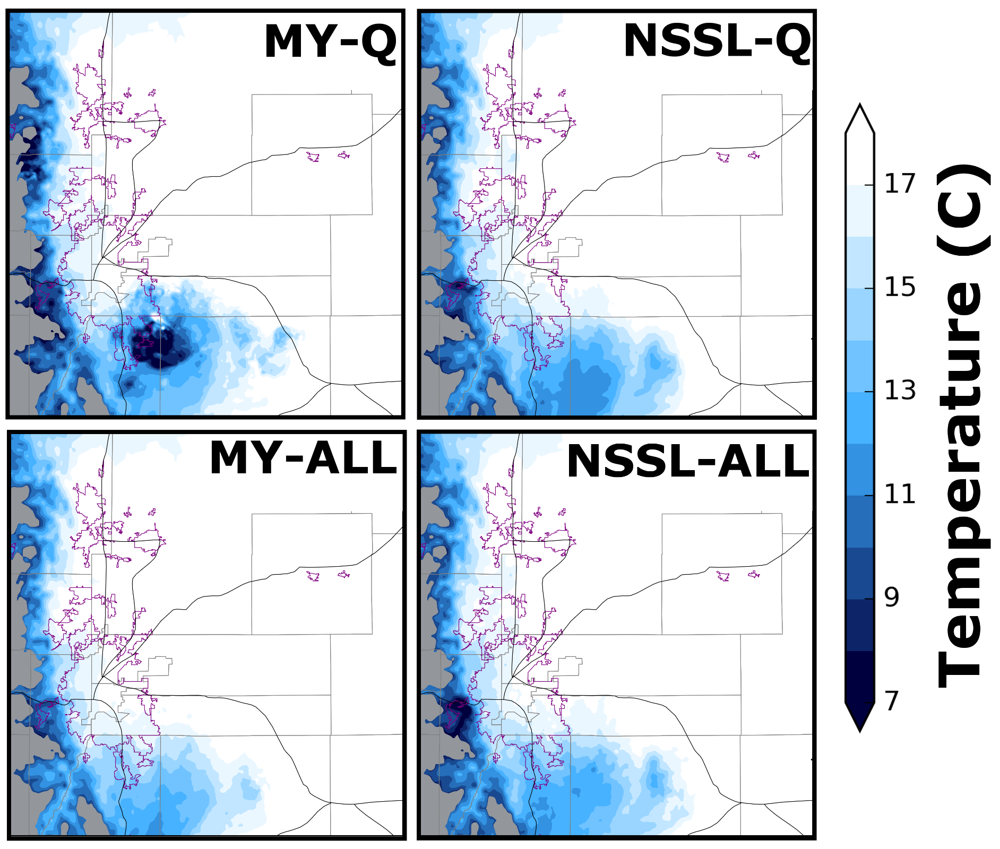 MY-Q
NSSL-Q
MY-ALL
NSSL-ALL
17
15
13
11
9
7
Temperature (C)